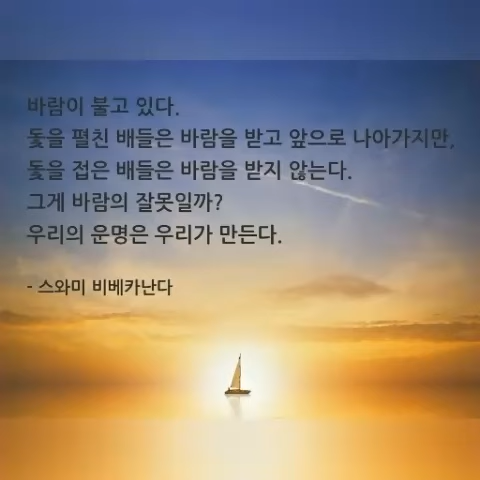 바람이 불고 있다.
돛을 펼친 배들은 바람을 받고 앞으로 나아가지만,
돛을 접은 배들은 바람을 받지 않는다.
그게 바람의 잘못일까?
우리의 운명은 우리가 만든다.
- 스와미 비베카난다